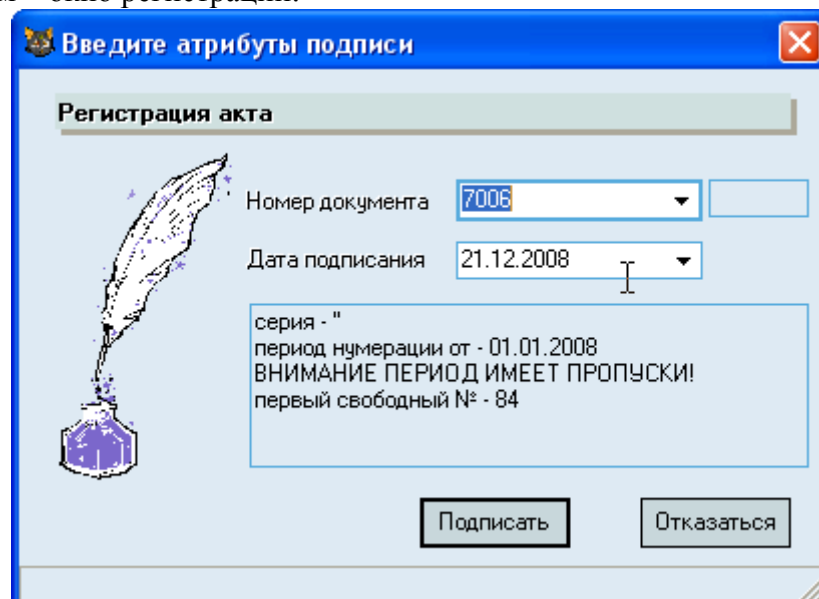 окно регистрации.
Введите атрибуты подписи
Регистрация акта
Номер документа 7006
Дата подписания 21.12.2008
серия - "
период нумерации от - 01.01.2008
ВНИМАНИЕ ПЕРИОД ИМЕЕТ ПРОПУСКИ!
первый свободный № - 84
Подписать Отказаться